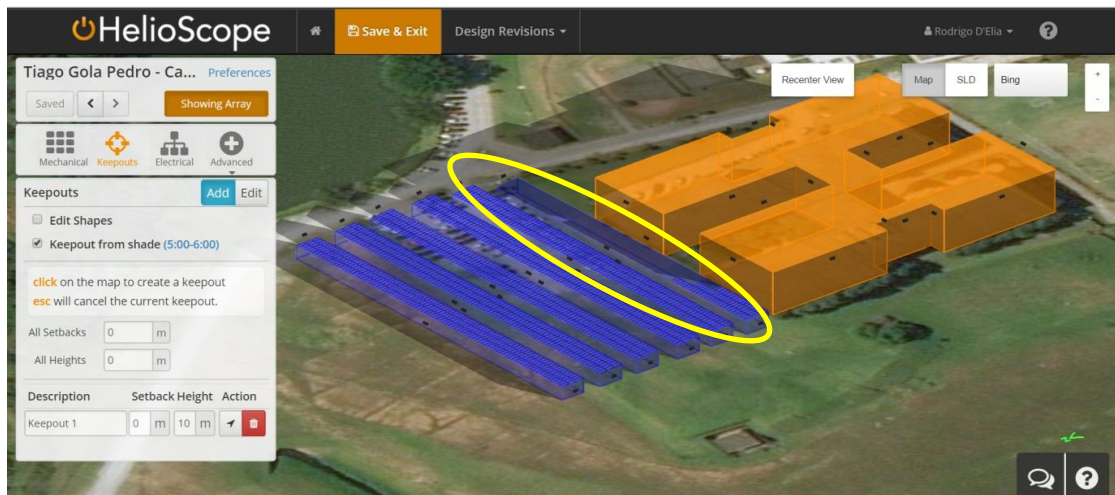 HelioScope
Save & Exit
Design Revisions
Rodrigo D'Elia
?
Tiago Gola Pedro - Ca... Preferences
Saved < > Showing Array
Mechanical Keepouts Electrical Advanced
Keepouts Add Edit
Edit Shapes
Keepout from shade (5:00-6:00)
click on the map to create a keepout
esc will cancel the current keepout.
All Setbacks 0 m
All Heights 0 m
Description Setback Height Action
Keepout 1 0 m 10 m
Recenter View
Map SLD Bing
+
-
?